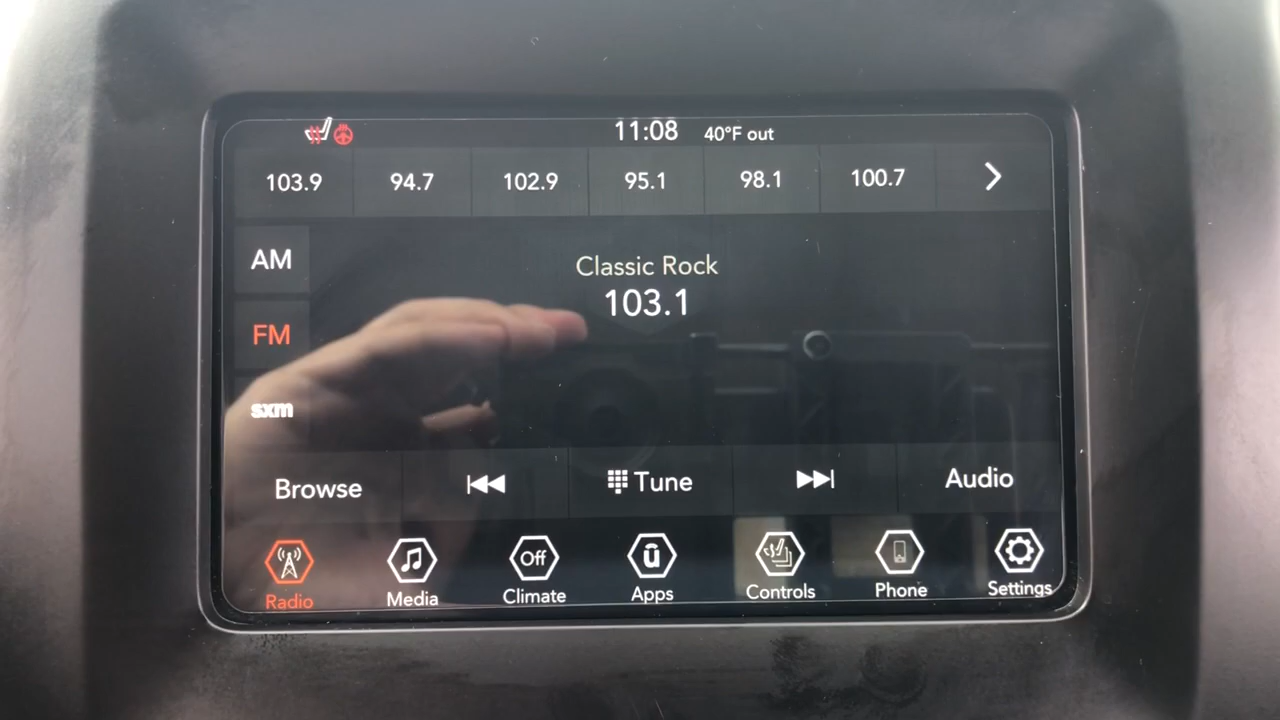 11:08 40°F out
103.9 94.7 102.9 95.1 98.1 100.7
AM
Classic Rock
103.1
FM
sxm
Browse Tune Audio
Off û
Radio Media Climate Apps Controls Phone Settings